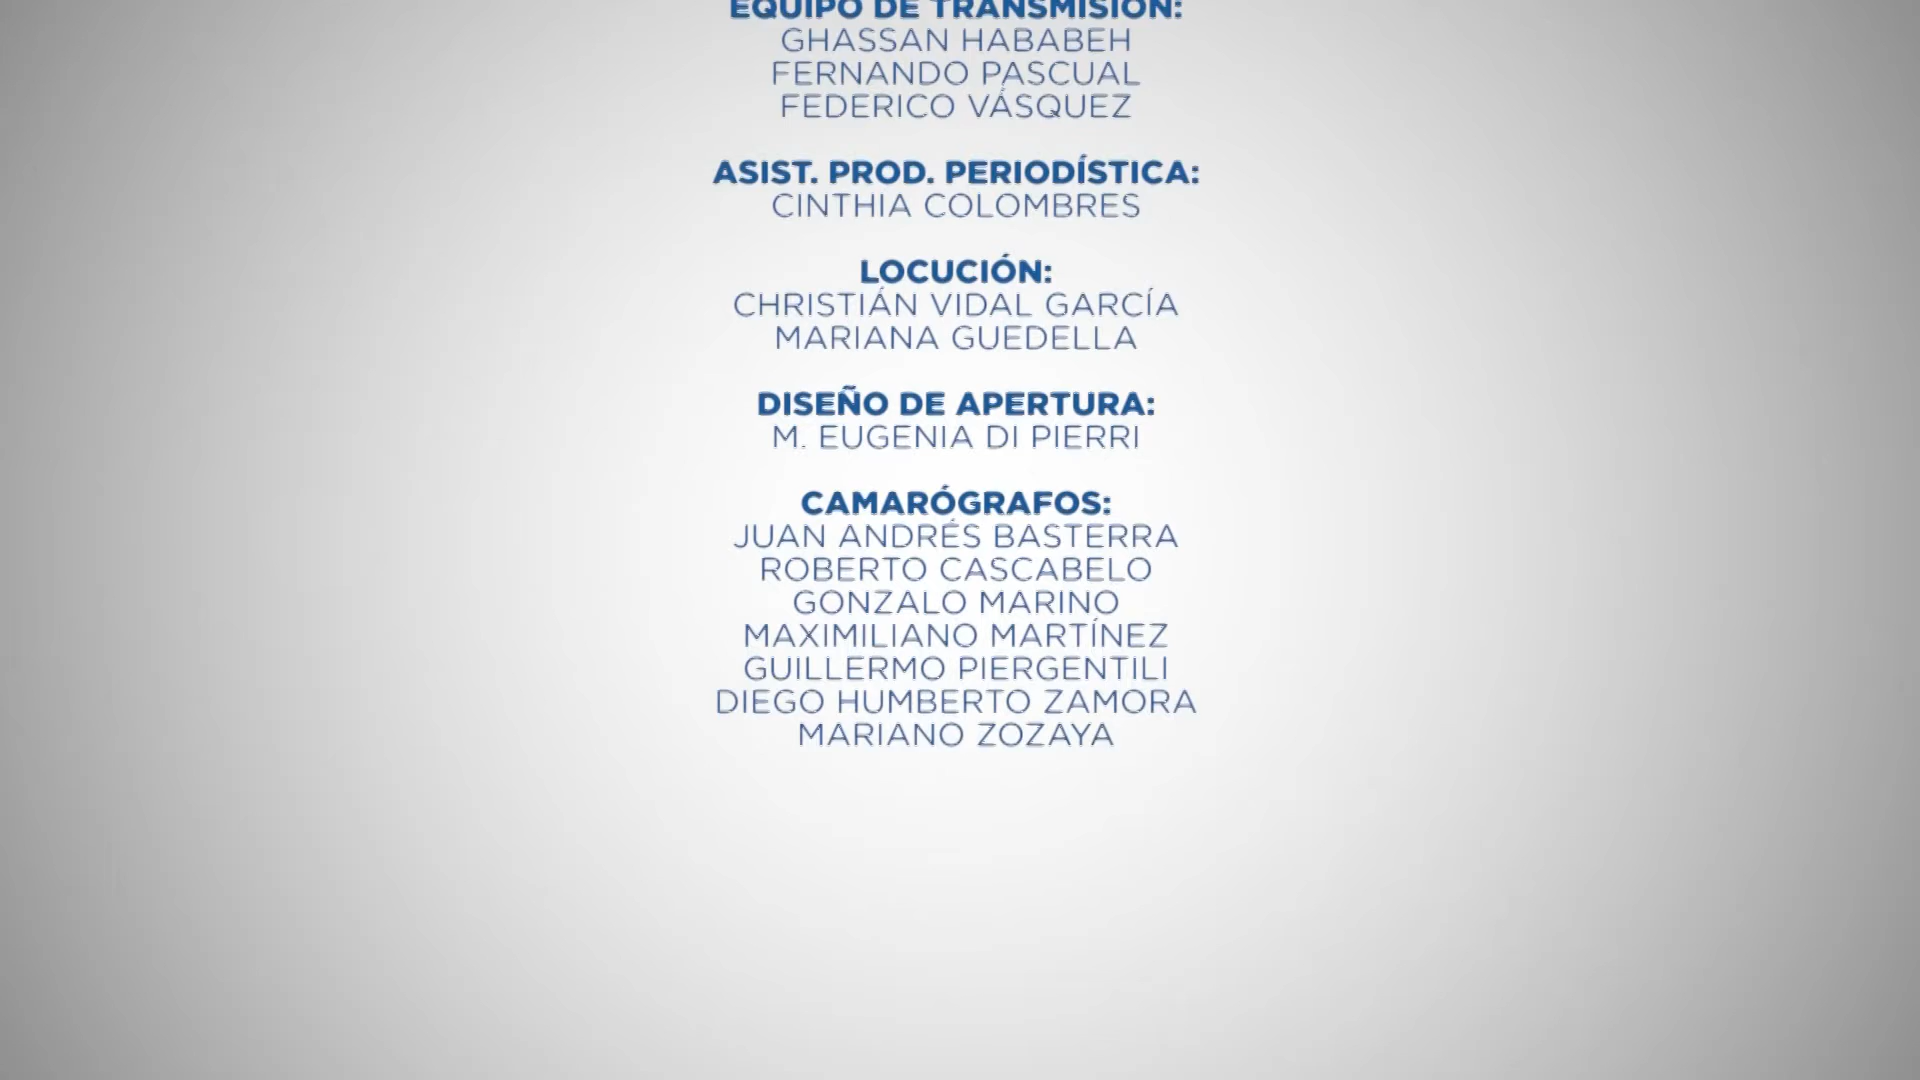 EQUIPO DE TRANSMISIÓN:
GHASSAN HABABEH
FERNANDO PASCUAL
FEDERICO VÁSQUEZ
ASIST. PROD. PERIODÍSTICA:
CINTHIA COLOMBRES
LOCUCIÓN:
CHRISTIÁN VIDAL GARCÍA
MARIANA GUEDELLA
DISEÑO DE APERTURA:
M. EUGENIA DI PIERRI
CAMARÓGRAFOS:
JUAN ANDRÉS BASTERRA
ROBERTO CASCABELO
GONZALO MARINO
MAXIMILIANO MARTÍNEZ
GUILLERMO PIERGENTILI
DIEGO HUMBERTO ZAMORA
MARIANO ZOZAYA